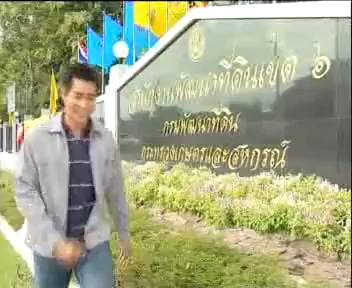 สำนักงานพัฒนาที่ดินเขต ๖
กรมพัฒนาที่ดิน
กระทรวงเกษตรและสหกรณ์